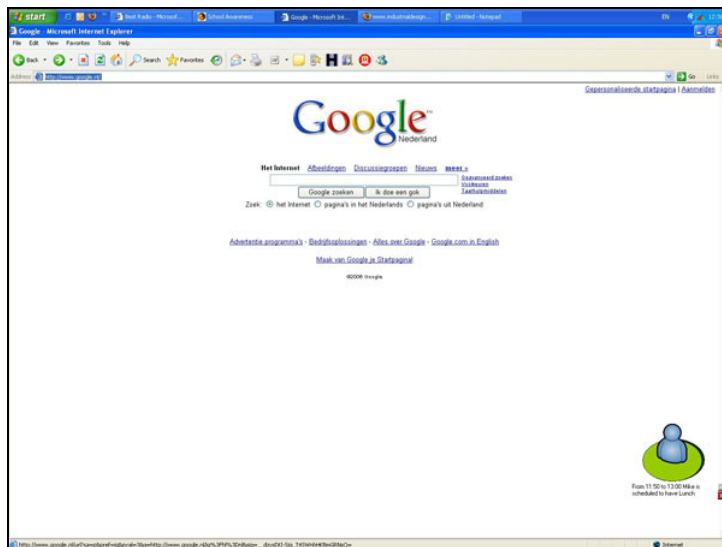 start
Best Radio - Microsof...
School Awareness
Google - Microsoft Int...
www.industrialdesign...
Untitled - Notepad
EN
Google - Microsoft Internet Explorer
File Edit View Favorites Tools Help
Back Search Favorites
Address http://www.google.nl/ Go Links
Gepersonaliseerde startpagina | Aanmelden
Google™
Nederland
Het Internet Afbeeldingen Discussiegroepen Nieuws meer »
Geavanceerd zoeken
Voorkeuren
Taalhulpmiddelen
Google zoeken Ik doe een gok
Zoek: het Internet pagina's in het Nederlands pagina's uit Nederland
Advertentie programma's - Bedrijfsoplossingen - Alles over Google - Google.com in English
Maak van Google je Startpagina!
Google
From 11:50 to 13:00 Mike is
scheduled to have Lunch
Internet